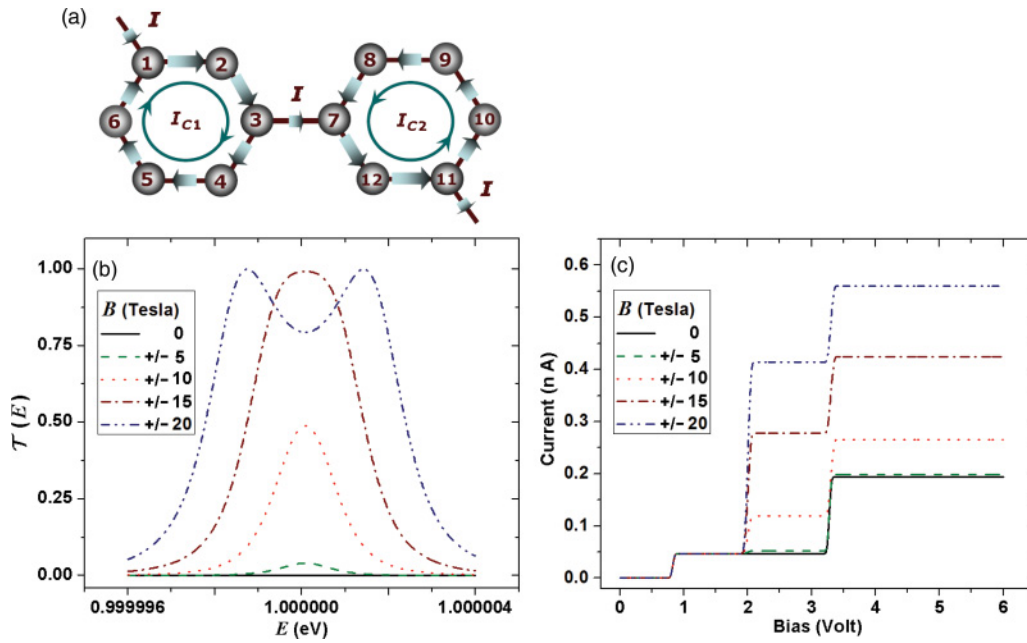 (a)
I
1 2 8 9
I
6 I_C1 3 7 I_C2 10
5 4 12 11
I
(b)
B (Tesla)
0
+/− 5
+/− 10
+/− 15
+/− 20
1.00
0.75
0.50
0.25
0.00
T (E)
0.9999996 1.000000 1.000004
E (eV)
(c)
B (Tesla)
0
+/− 5
+/− 10
+/− 15
+/− 20
0.6
0.5
0.4
0.3
0.2
0.1
0.0
Current (n A)
0 1 2 3 4 5 6
Bias (Volt)